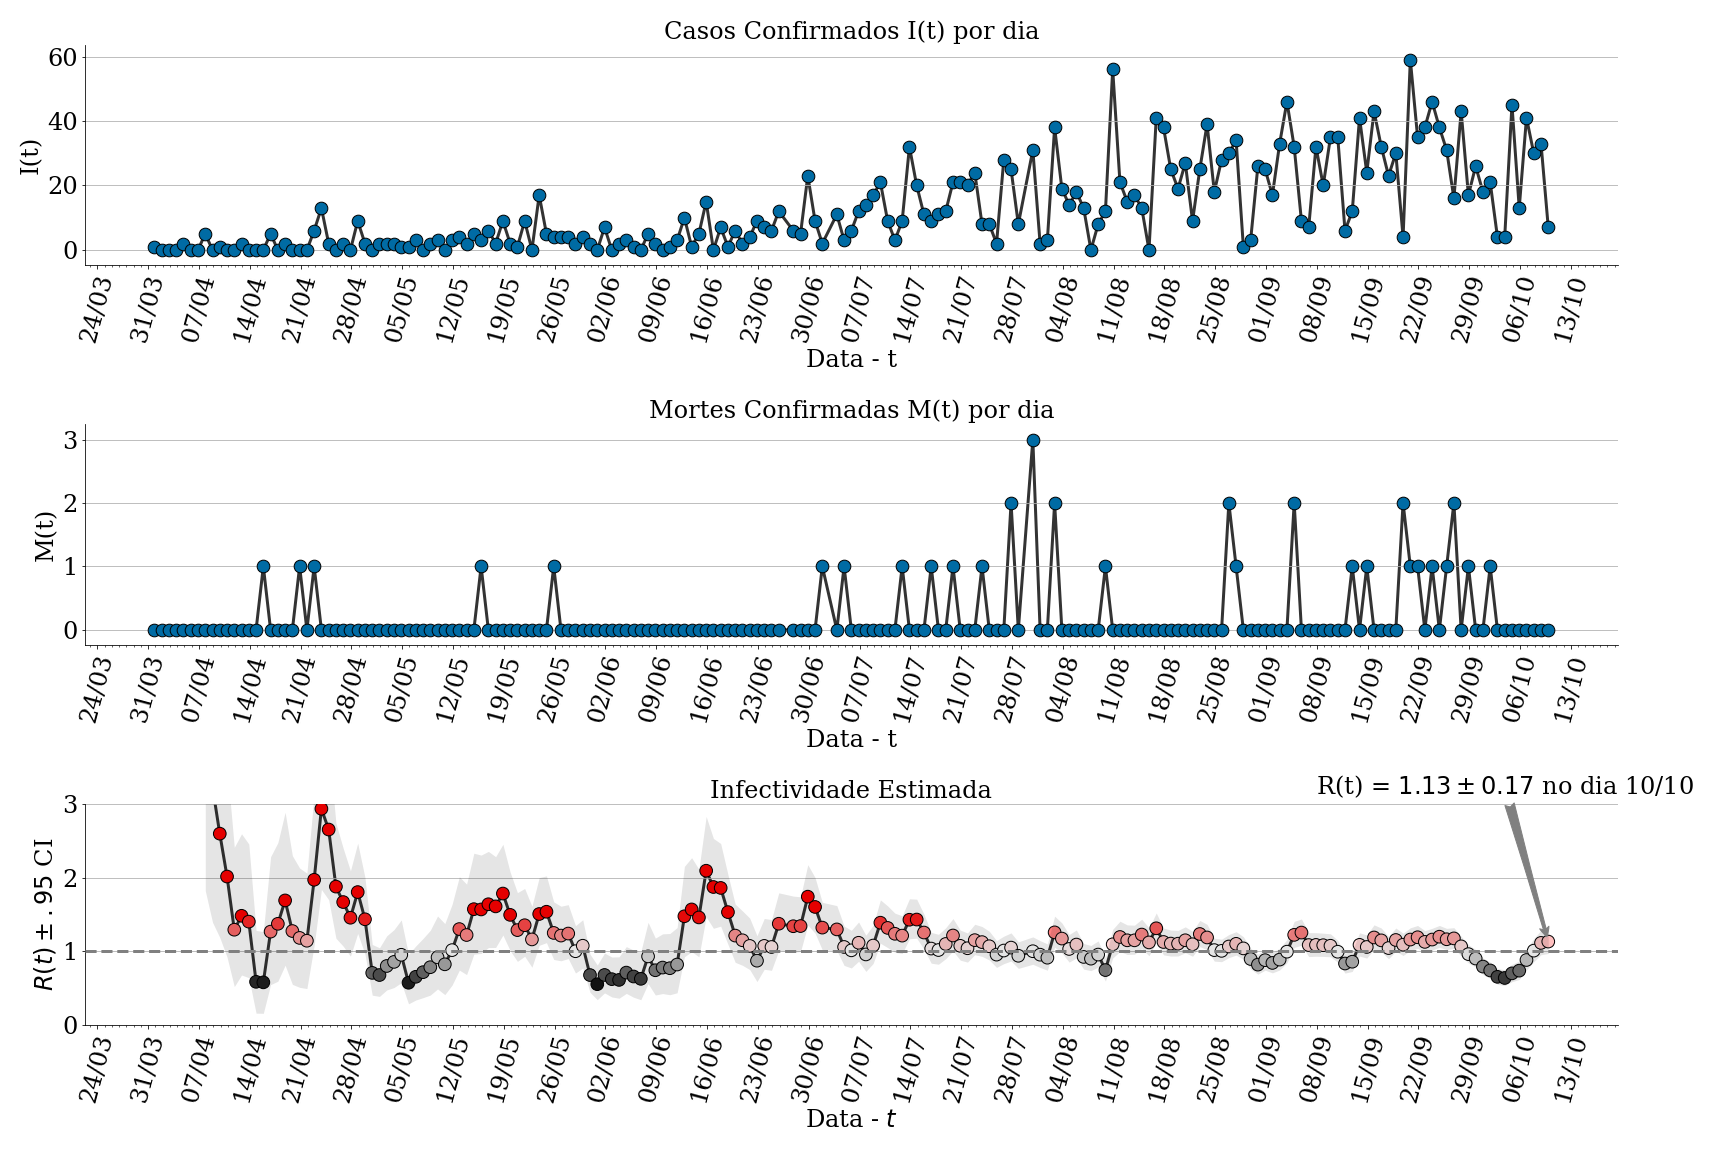 Casos Confirmados I(t) por dia
60
40
20
0
I(t)
24/03 31/03 07/04 14/04 21/04 28/04 05/05 12/05 19/05 26/05 02/06 09/06 16/06 23/06 30/06 07/07 14/07 21/07 28/07 04/08 11/08 18/08 25/08 01/09 08/09 15/09 22/09 29/09 06/10 13/10
Data - t
Mortes Confirmadas M(t) por dia
3
2
1
0
M(t)
24/03 31/03 07/04 14/04 21/04 28/04 05/05 12/05 19/05 26/05 02/06 09/06 16/06 23/06 30/06 07/07 14/07 21/07 28/07 04/08 11/08 18/08 25/08 01/09 08/09 15/09 22/09 29/09 06/10 13/10
Data - t
Infectividade Estimada
R(t) = 1.13 ± 0.17 no dia 10/10
3
2
1
0
R(t) ± .95 CI
24/03 31/03 07/04 14/04 21/04 28/04 05/05 12/05 19/05 26/05 02/06 09/06 16/06 23/06 30/06 07/07 14/07 21/07 28/07 04/08 11/08 18/08 25/08 01/09 08/09 15/09 22/09 29/09 06/10 13/10
Data - t